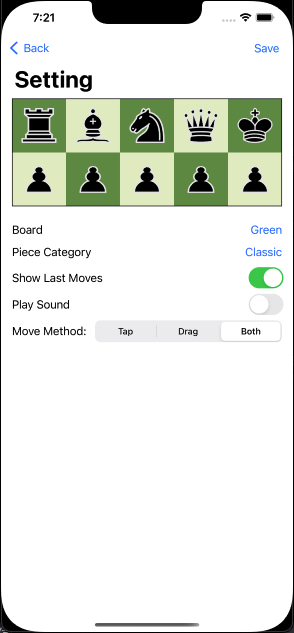 7:21
Back
Save
Setting
Board
Green
Piece Category
Classic
Show Last Moves
Play Sound
Move Method:
Tap
Drag
Both